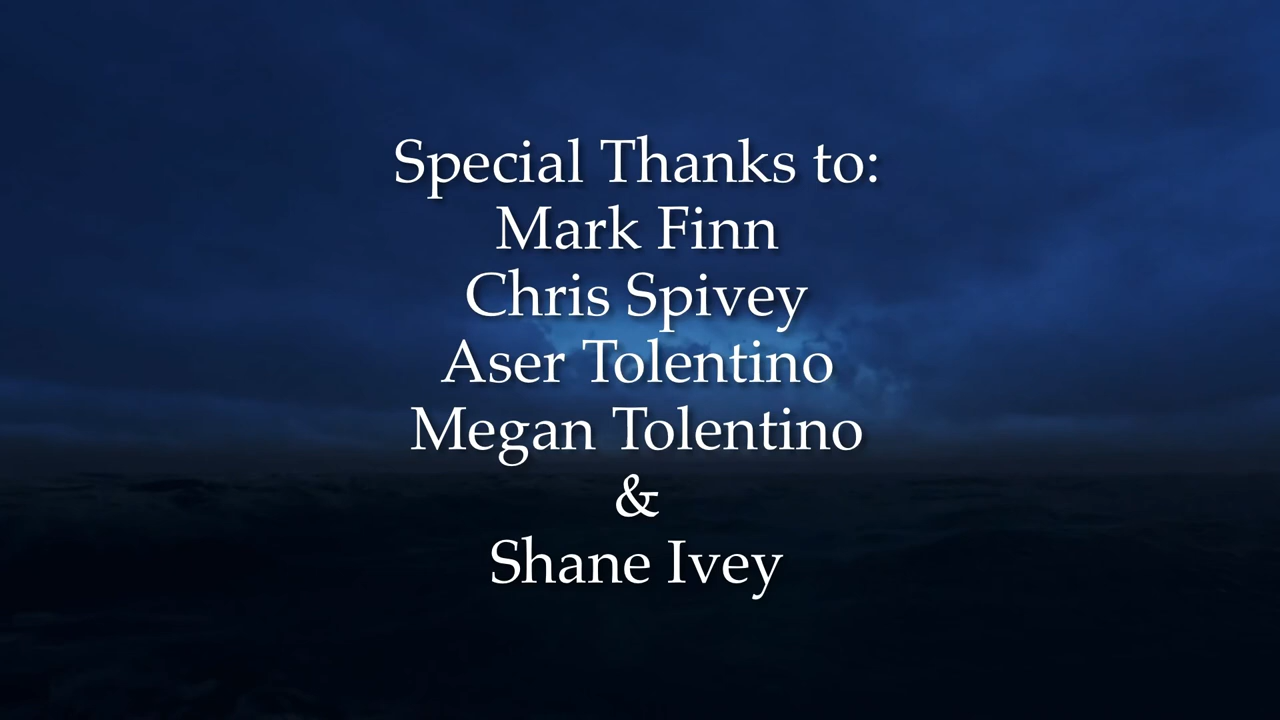 Special Thanks to:
Mark Finn
Chris Spivey
Aser Tolentino
Megan Tolentino
&
Shane Ivey